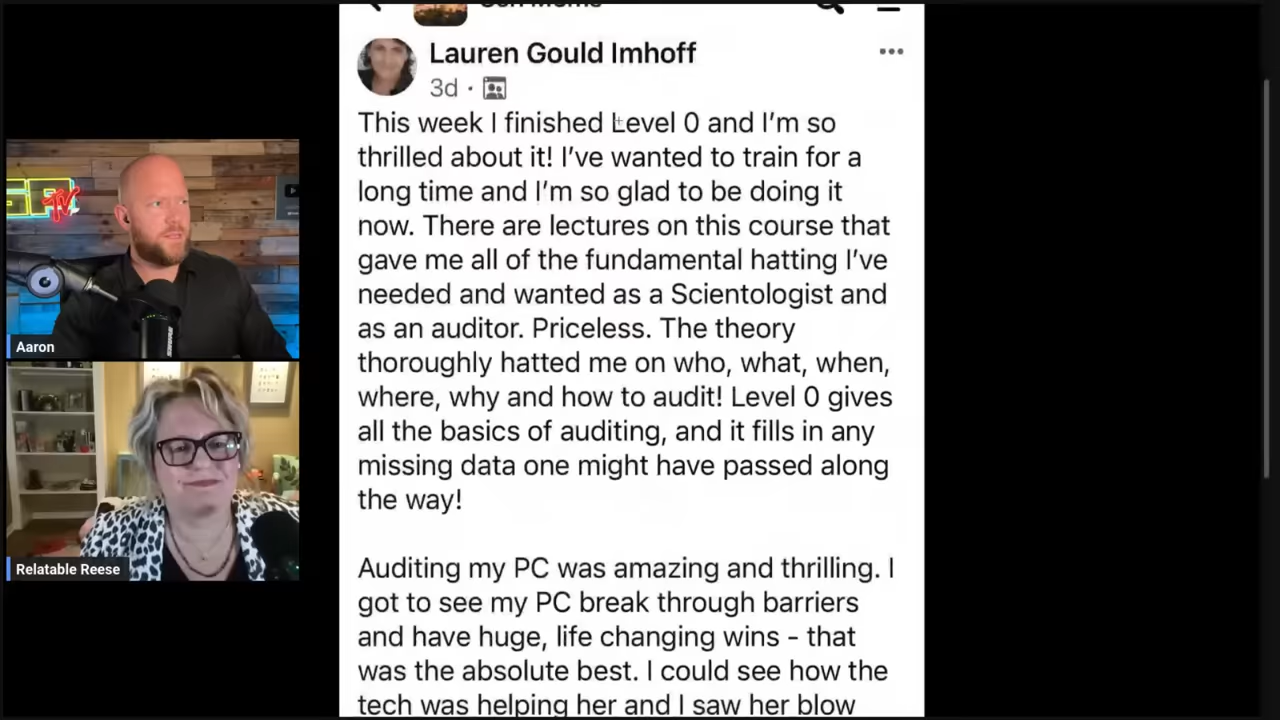 Lauren Gould Imhoff
3d ·
This week I finished Level 0 and I'm so
thrilled about it! I've wanted to train for a
long time and I'm so glad to be doing it
now. There are lectures on this course that
gave me all of the fundamental hatting I've
needed and wanted as a Scientologist and
as an auditor. Priceless. The theory
thoroughly hatted me on who, what, when,
where, why and how to audit! Level 0 gives
all the basics of auditing, and it fills in any
missing data one might have passed along
the way!
Auditing my PC was amazing and thrilling. I
got to see my PC break through barriers
and have huge, life changing wins - that
was the absolute best. I could see how the
tech was helping her and I saw her blow
TV
Aaron
Relatable Reese